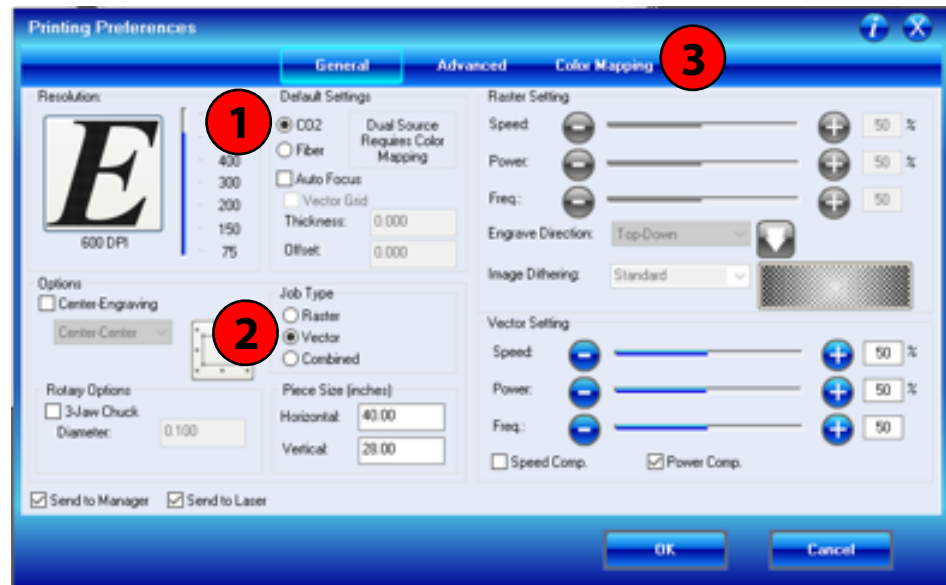 Printing Preferences
i X
General Advanced Color Mapping 3
Resolution:
E
600 DPI
400
300
200
150
75
1
Default Settings
CO2
Fiber
Dual Source
Requires Color
Mapping
Auto Focus
Vector Grid
Thickness: 0.000
Offset: 0.000
Options
Center-Engraving
Center-Center
2
Job Type
Raster
Vector
Combined
Rotary Options
3-Jaw Chuck
Diameter: 0.100
Piece Size (inches)
Horizontal: 40.00
Vertical: 28.00
Raster Setting
Speed: 50 %
Power: 50 %
Freq.: 50
Engrave Direction: Top-Down
Image Dithering: Standard
Vector Setting
Speed: 50 %
Power: 50 %
Freq.: 50
Speed Comp. Power Comp.
Send to Manager Send to Laser
OK Cancel